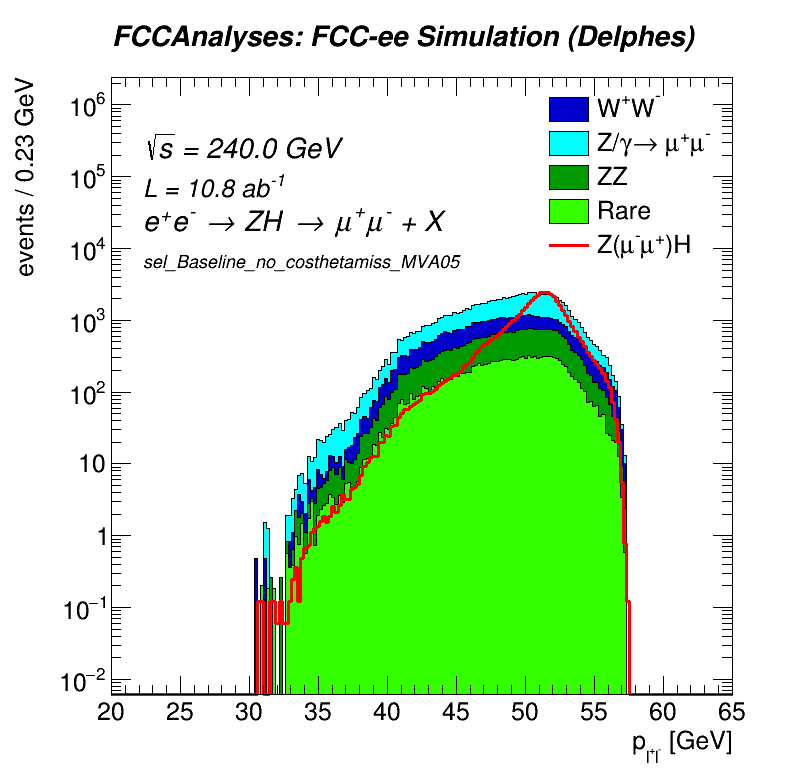 FCCAnalyses: FCC-ee Simulation (Delphes)
events / 0.23 GeV
10⁶
10⁵
10⁴
10³
10²
10
1
10⁻¹
10⁻²
√s = 240.0 GeV
L = 10.8 ab⁻¹
e⁺e⁻ → ZH → μ⁺μ⁻ + X
sel_Baseline_no_costhetamiss_MVA05
W⁺W⁻
Z/γ→ μ⁺μ⁻
ZZ
Rare
Z(μ⁻μ⁺)H
20 25 30 35 40 45 50 55 60 65
p_l⁺l⁻ [GeV]